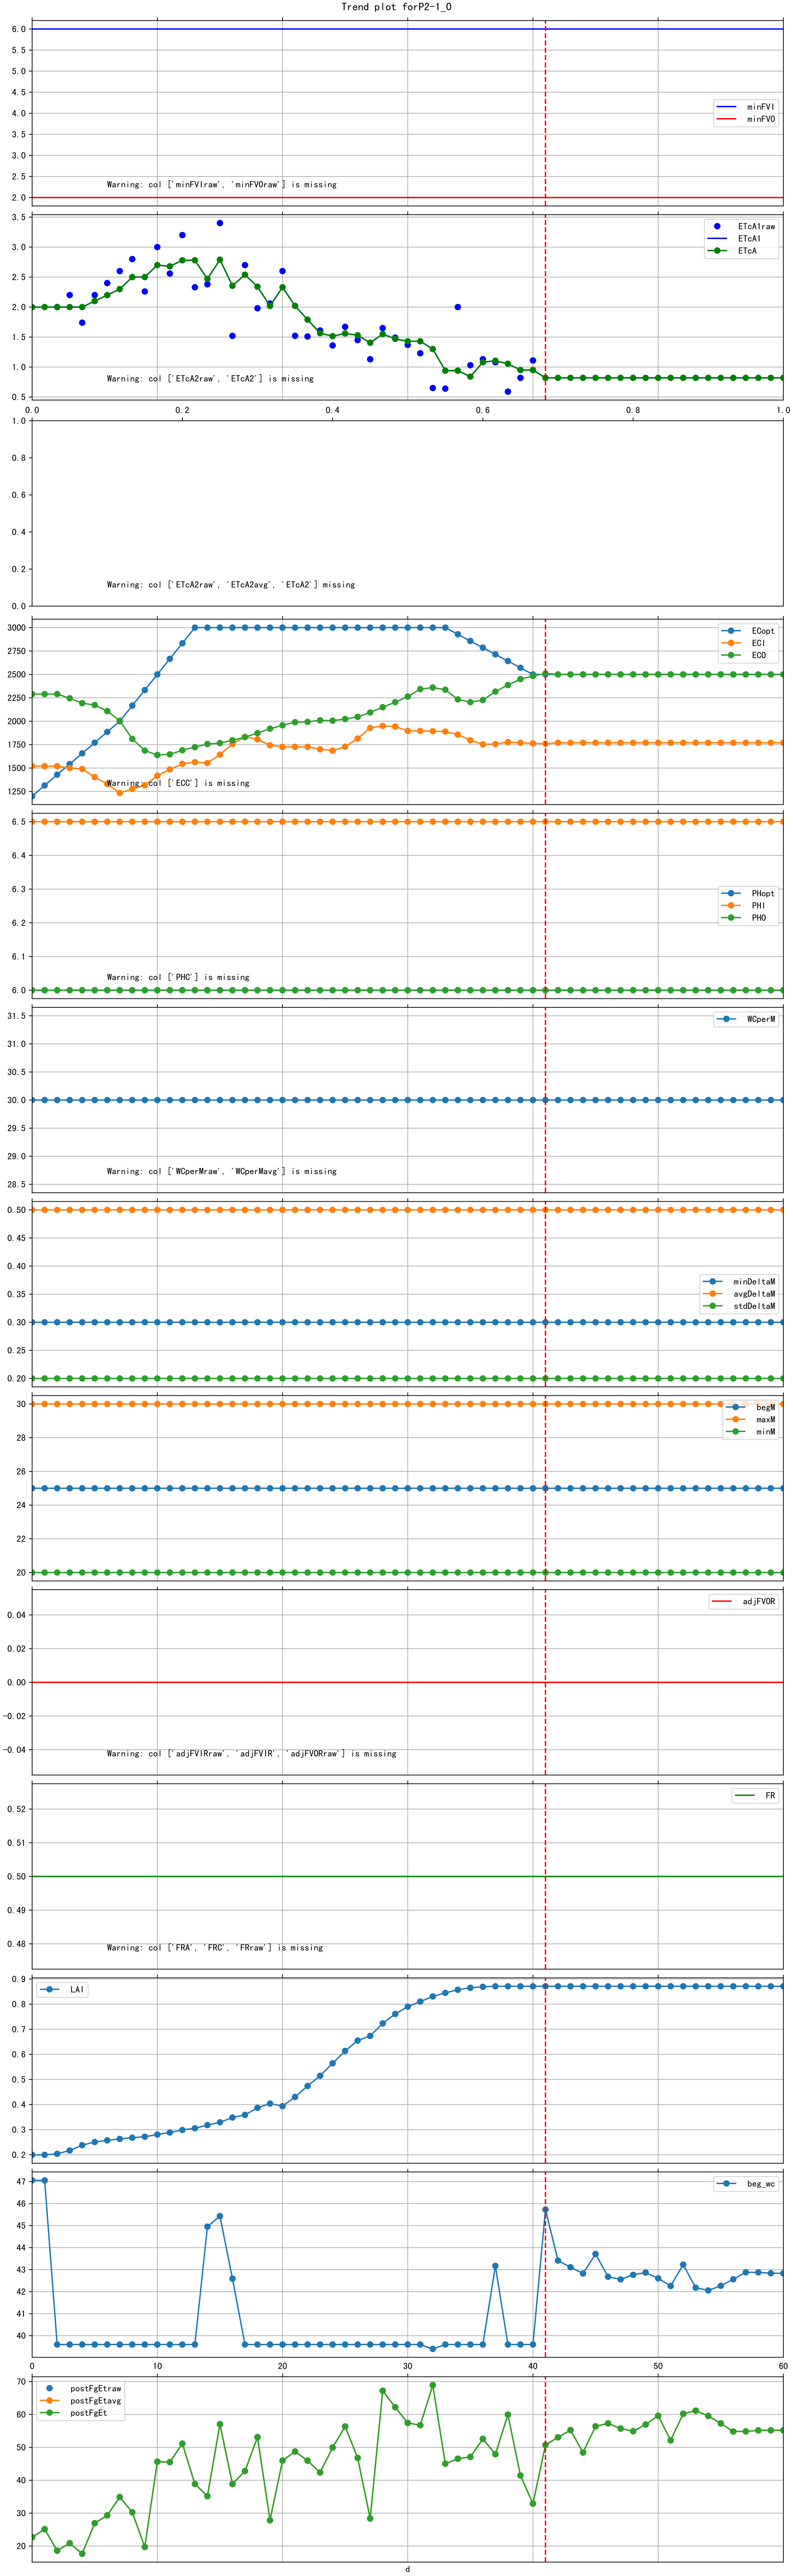 Trend plot forP2-1_0
6.0
5.5
5.0
4.5
4.0
3.5
3.0
2.5
2.0
minFVI
minFVO
Warning: col ['minFVIraw', 'minFVOraw'] is missing
3.5
3.0
2.5
2.0
1.5
1.0
0.5
ETcA1raw
ETcA1
ETcA
Warning: col ['ETcA2raw', 'ETcA2'] is missing
0.0 0.2 0.4 0.6 0.8 1.0
1.0
0.8
0.6
0.4
0.2
0.0
Warning: col ['ETcA2raw', 'ETcA2avg', 'ETcA2'] missing
3000
2750
2500
2250
2000
1750
1500
1250
ECopt
ECI
ECO
Warning: col ['ECC'] is missing
6.5
6.4
6.3
6.2
6.1
6.0
PHopt
PHI
PHO
Warning: col ['PHC'] is missing
31.5
31.0
30.5
30.0
29.5
29.0
28.5
WCperM
Warning: col ['WCperMraw', 'WCperMavg'] is missing
0.50
0.45
0.40
0.35
0.30
0.25
0.20
minDeltaM
avgDeltaM
stdDeltaM
30
28
26
24
22
20
begM
maxM
minM
0.04
0.02
0.00
-0.02
-0.04
adjFVOR
Warning: col ['adjFVIRraw', 'adjFVIR', 'adjFVORraw'] is missing
0.52
0.51
0.50
0.49
0.48
FR
Warning: col ['FRA', 'FRC', 'FRraw'] is missing
0.9
0.8
0.7
0.6
0.5
0.4
0.3
0.2
LAI
47
46
45
44
43
42
41
40
beg_wc
0 10 20 30 40 50 60
70
60
50
40
30
20
postFgEtraw
postFgEtavg
postFgEt
d